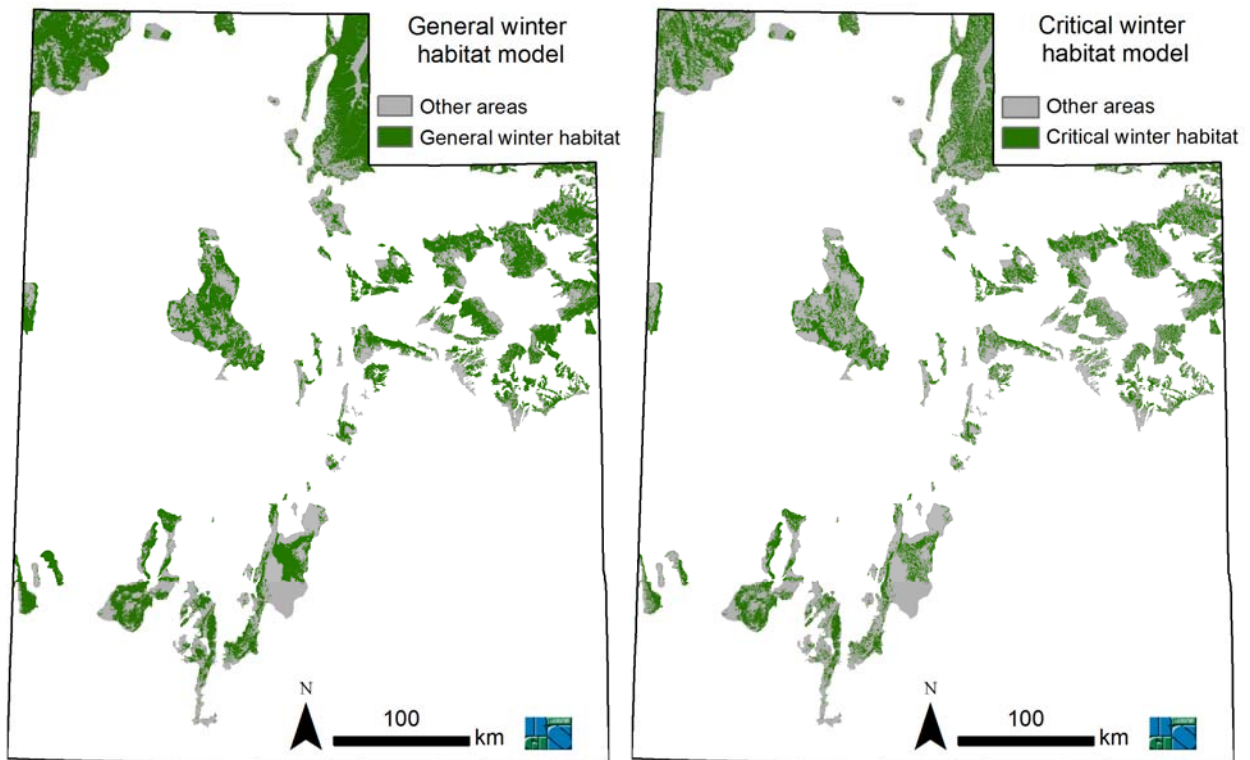 General winter
habitat model
Other areas
General winter habitat
N
100
km
Critical winter
habitat model
Other areas
Critical winter habitat
N
100
km